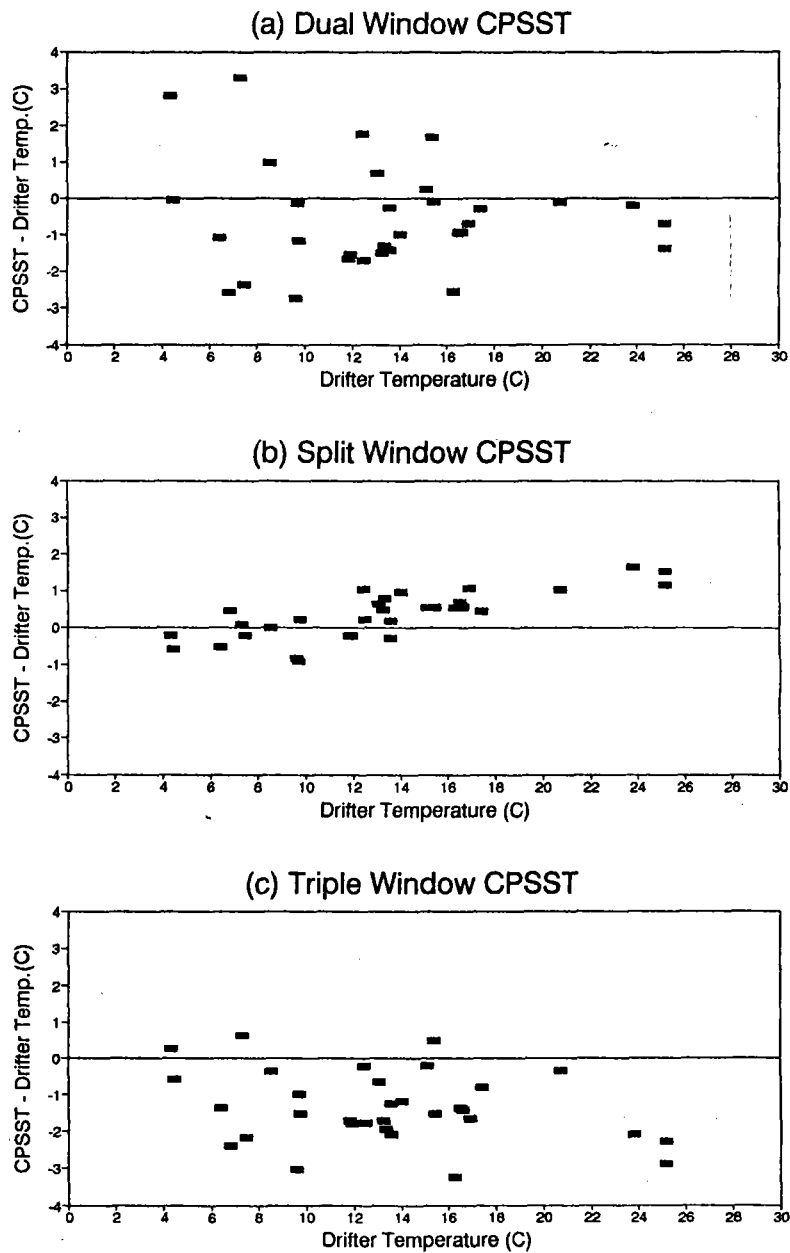 (a) Dual Window CPSST
CPSST - Drifter Temp.(C)
4
3
2
1
0
-1
-2
-3
-4
0 2 4 6 8 10 12 14 16 18 20 22 24 26 28 30
Drifter Temperature (C)
(b) Split Window CPSST
CPSST - Drifter Temp.(C)
4
3
2
1
0
-1
-2
-3
-4
0 2 4 6 8 10 12 14 16 18 20 22 24 26 28 30
Drifter Temperature (C)
(c) Triple Window CPSST
CPSST - Drifter Temp.(C)
4
3
2
1
0
-1
-2
-3
-4
0 2 4 6 8 10 12 14 16 18 20 22 24 26 28 30
Drifter Temperature (C)